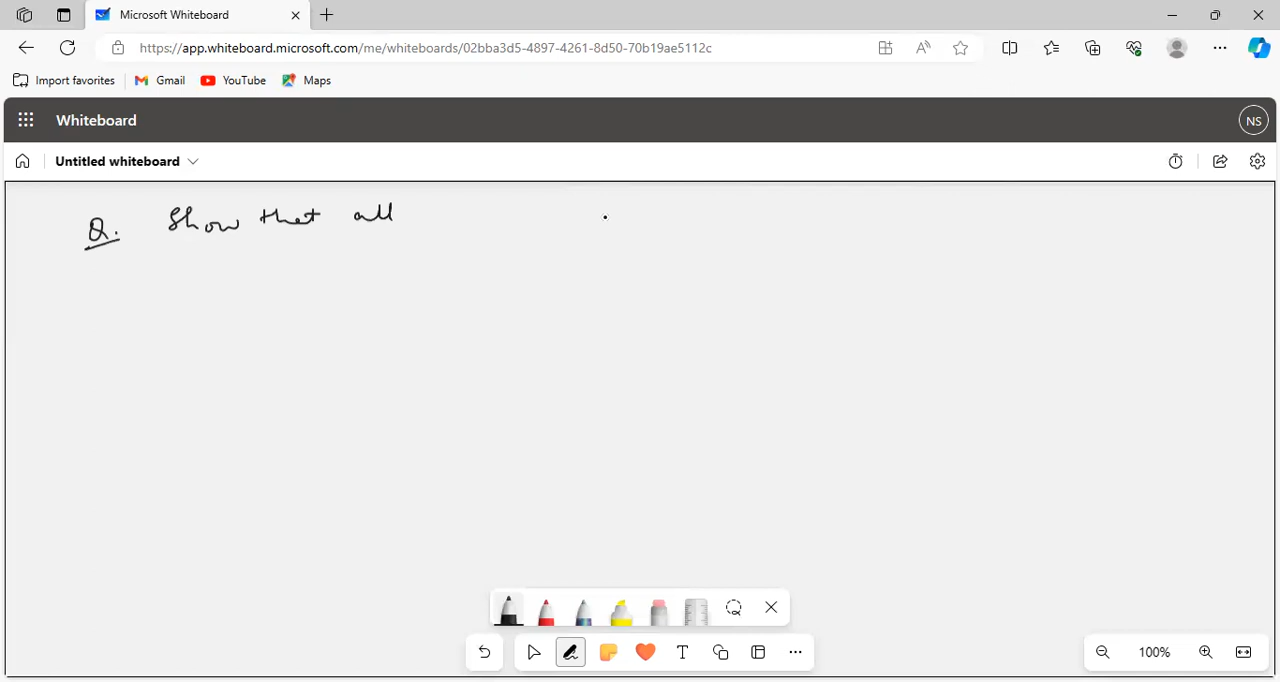 Microsoft Whiteboard
https://app.whiteboard.microsoft.com/me/whiteboards/02bba3d5-4897-4261-8d50-70b19ae5112c
Import favorites Gmail YouTube Maps
Whiteboard NS
Untitled whiteboard
Q. Show that all
100%